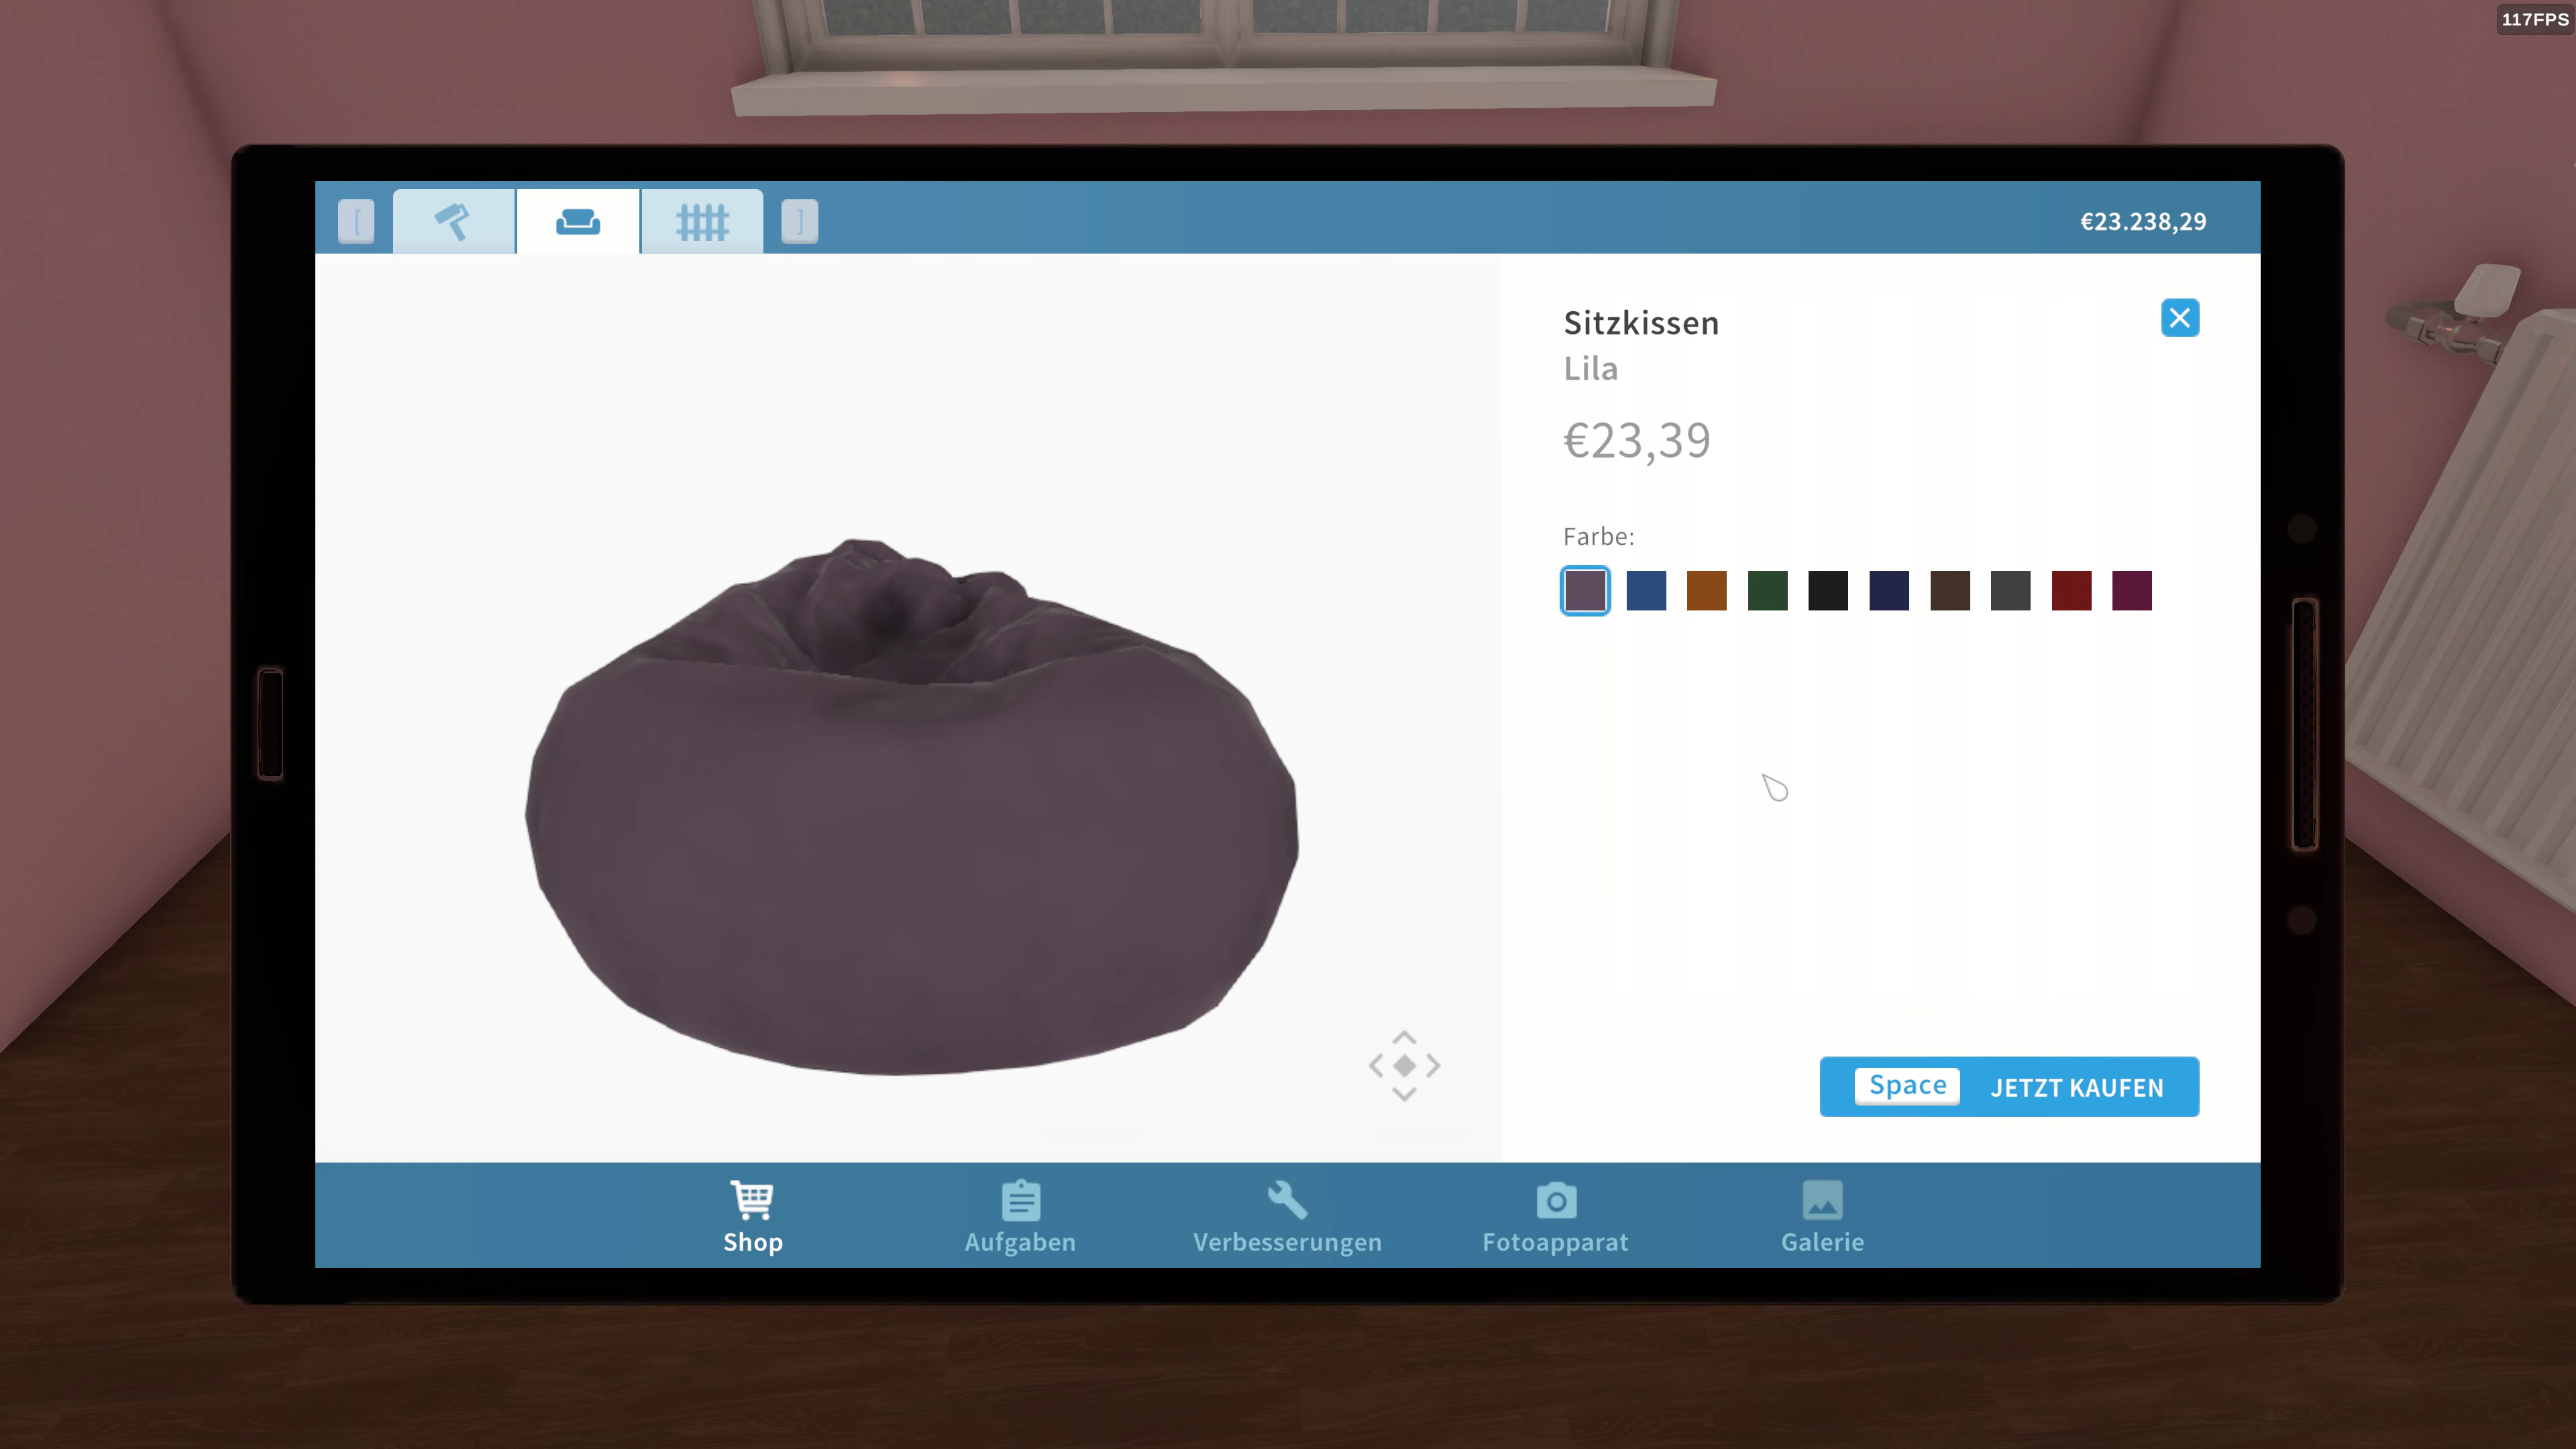 117FPS
[
]
€23.238,29
Sitzkissen
Lila
€23,39
Farbe:
Space JETZT KAUFEN
Shop
Aufgaben
Verbesserungen
Fotoapparat
Galerie